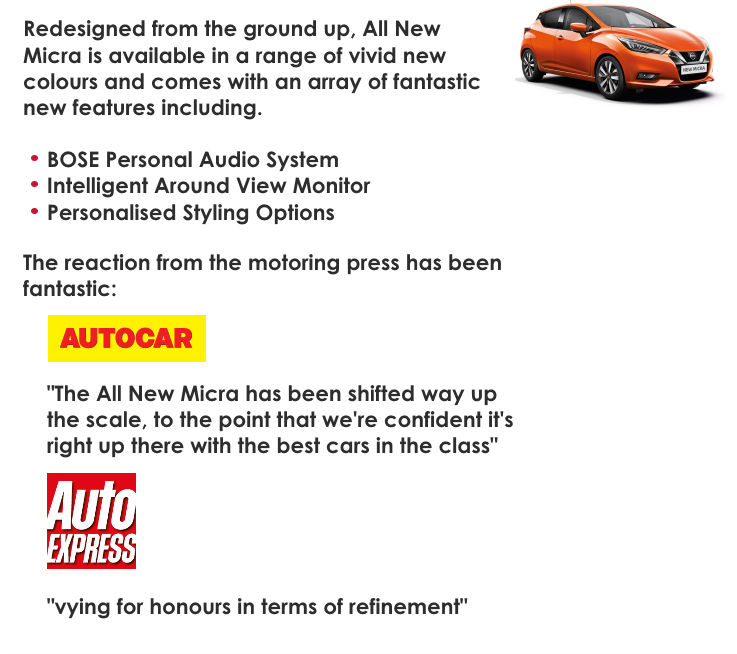 Redesigned from the ground up, All New
Micra is available in a range of vivid new
colours and comes with an array of fantastic
new features including.
NEW MICRA
• BOSE Personal Audio System
• Intelligent Around View Monitor
• Personalised Styling Options
The reaction from the motoring press has been
fantastic:
AUTOCAR
"The All New Micra has been shifted way up
the scale, to the point that we're confident it's
right up there with the best cars in the class"
Auto
EXPRESS
"vying for honours in terms of refinement"